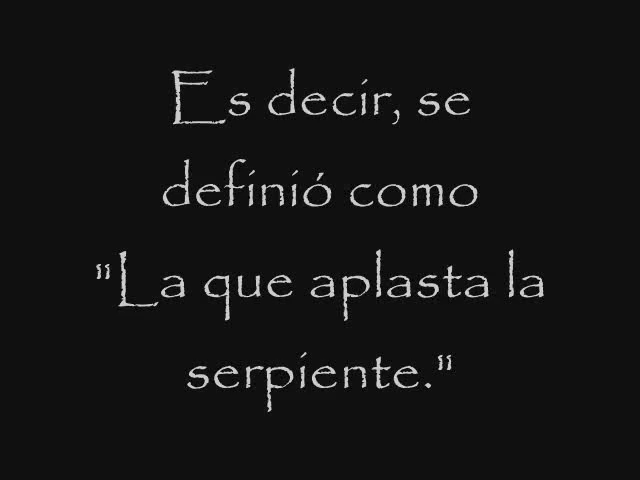 Es decir, se
definió como
"La que aplasta la
serpiente."